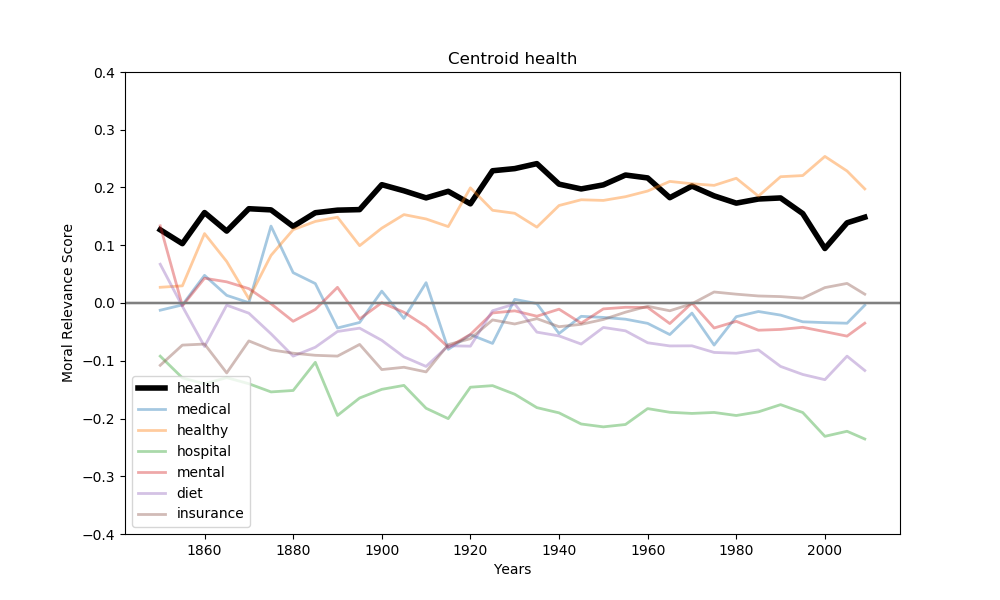 Centroid health
Moral Relevance Score
0.4
0.3
0.2
0.1
0.0
−0.1
−0.2
−0.3
−0.4
health
medical
healthy
hospital
mental
diet
insurance
1860 1880 1900 1920 1940 1960 1980 2000
Years